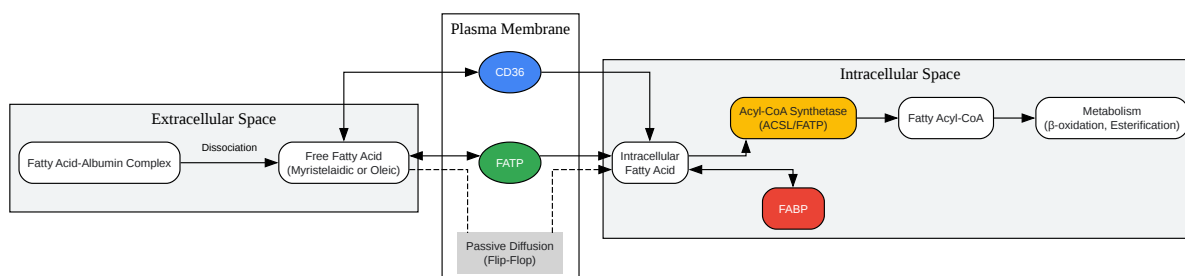 Plasma Membrane
CD36
Intracellular Space
Extracellular Space
Acyl-CoA Synthetase
(ACSL/FATP)
Fatty Acyl-CoA
Metabolism
(β-oxidation, Esterification)
Dissociation
Fatty Acid-Albumin Complex
Free Fatty Acid
(Myristelaidic or Oleic)
FATP
Intracellular
Fatty Acid
FABP
Passive Diffusion
(Flip-Flop)